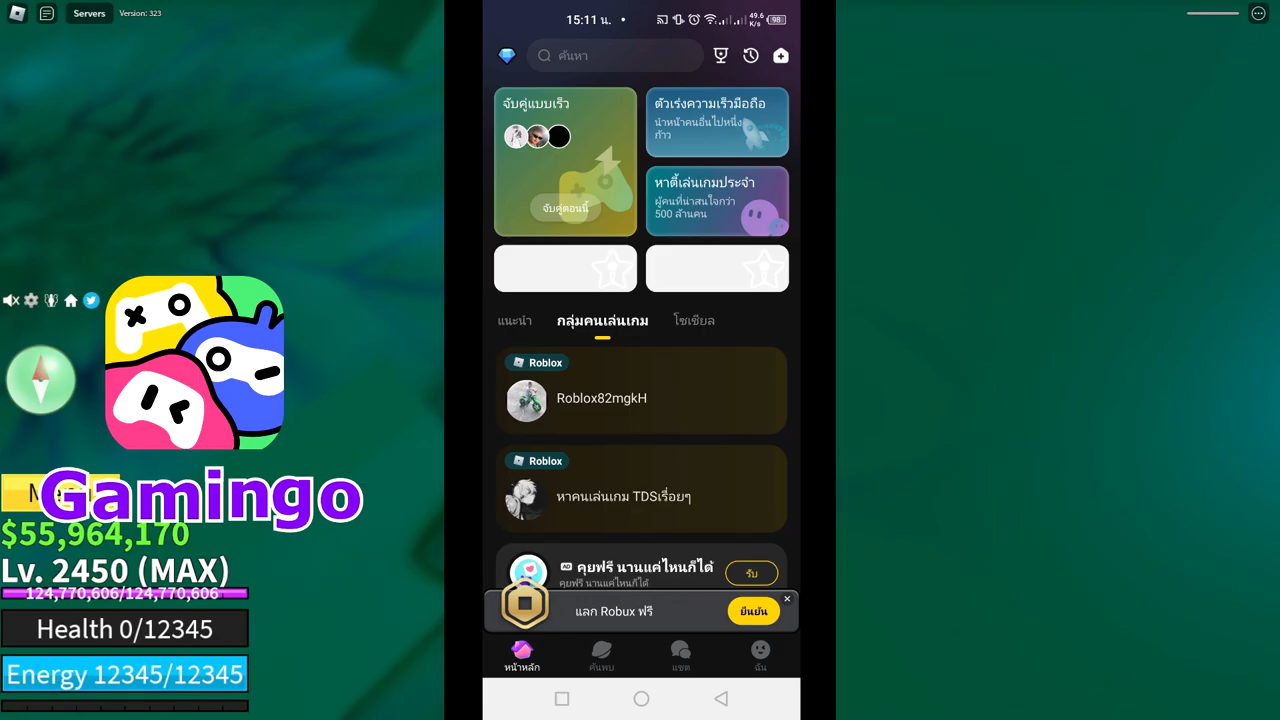 Servers
Version: 323
Gamingo
$55,964,170
Lv. 2450 (MAX)
124,770,606/124,770,606
Health 0/12345
Energy 12345/12345
15:11 น.
49.6
K/s
98
ค้นหา
จับคู่แบบเร็ว
จับคู่ตอนนี้
ตัวเร่งความเร็วมือถือ
นำหน้าคนอื่นไปหนึ่ง
ก้าว
หาตี้เล่นเกมประจำ
ผู้คนที่น่าสนใจกว่า
500 ล้านคน
แนะนำ
กลุ่มคนเล่นเกม
โซเชียล
Roblox
Roblox82mgkH
Roblox
หาคนเล่นเกม TDSเรื่อยๆ
AD คุยฟรี นานแค่ไหนก็ได้
คุยฟรี นานแค่ไหนก็ได้
รับ
แลก Robux ฟรี
ยืนยัน
หน้าหลัก
ค้นพบ
แชต
ฉัน